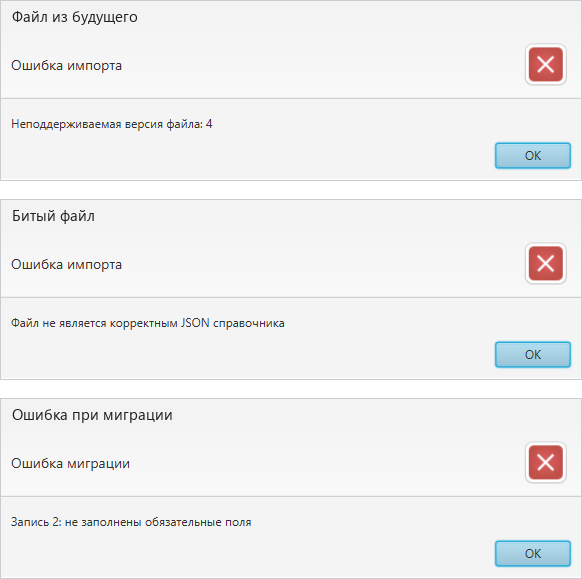 Файл из будущего
Ошибка импорта
Неподдерживаемая версия файла: 4
OK
Битый файл
Ошибка импорта
Файл не является корректным JSON справочника
OK
Ошибка при миграции
Ошибка миграции
Запись 2: не заполнены обязательные поля
OK